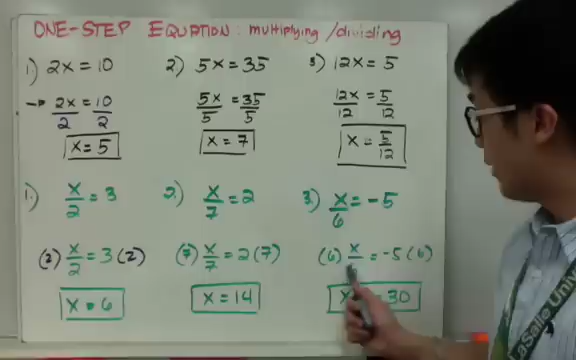 ONE-STEP EQUATION: multiplying/dividing
1) 2x = 10
→ 2x/2 = 10/2
x = 5
2) 5x = 35
5x/5 = 35/5
x = 7
3) 12x = 5
12x/12 = 5/12
x = 5/12
1.) x/2 = 3
(2) x/2 = 3 (2)
x = 6
2.) x/7 = 2
(7) x/7 = 2 (7)
x = 14
3.) x/6 = -5
(6) x = -5 (6)
x 30
LaSalle Univer